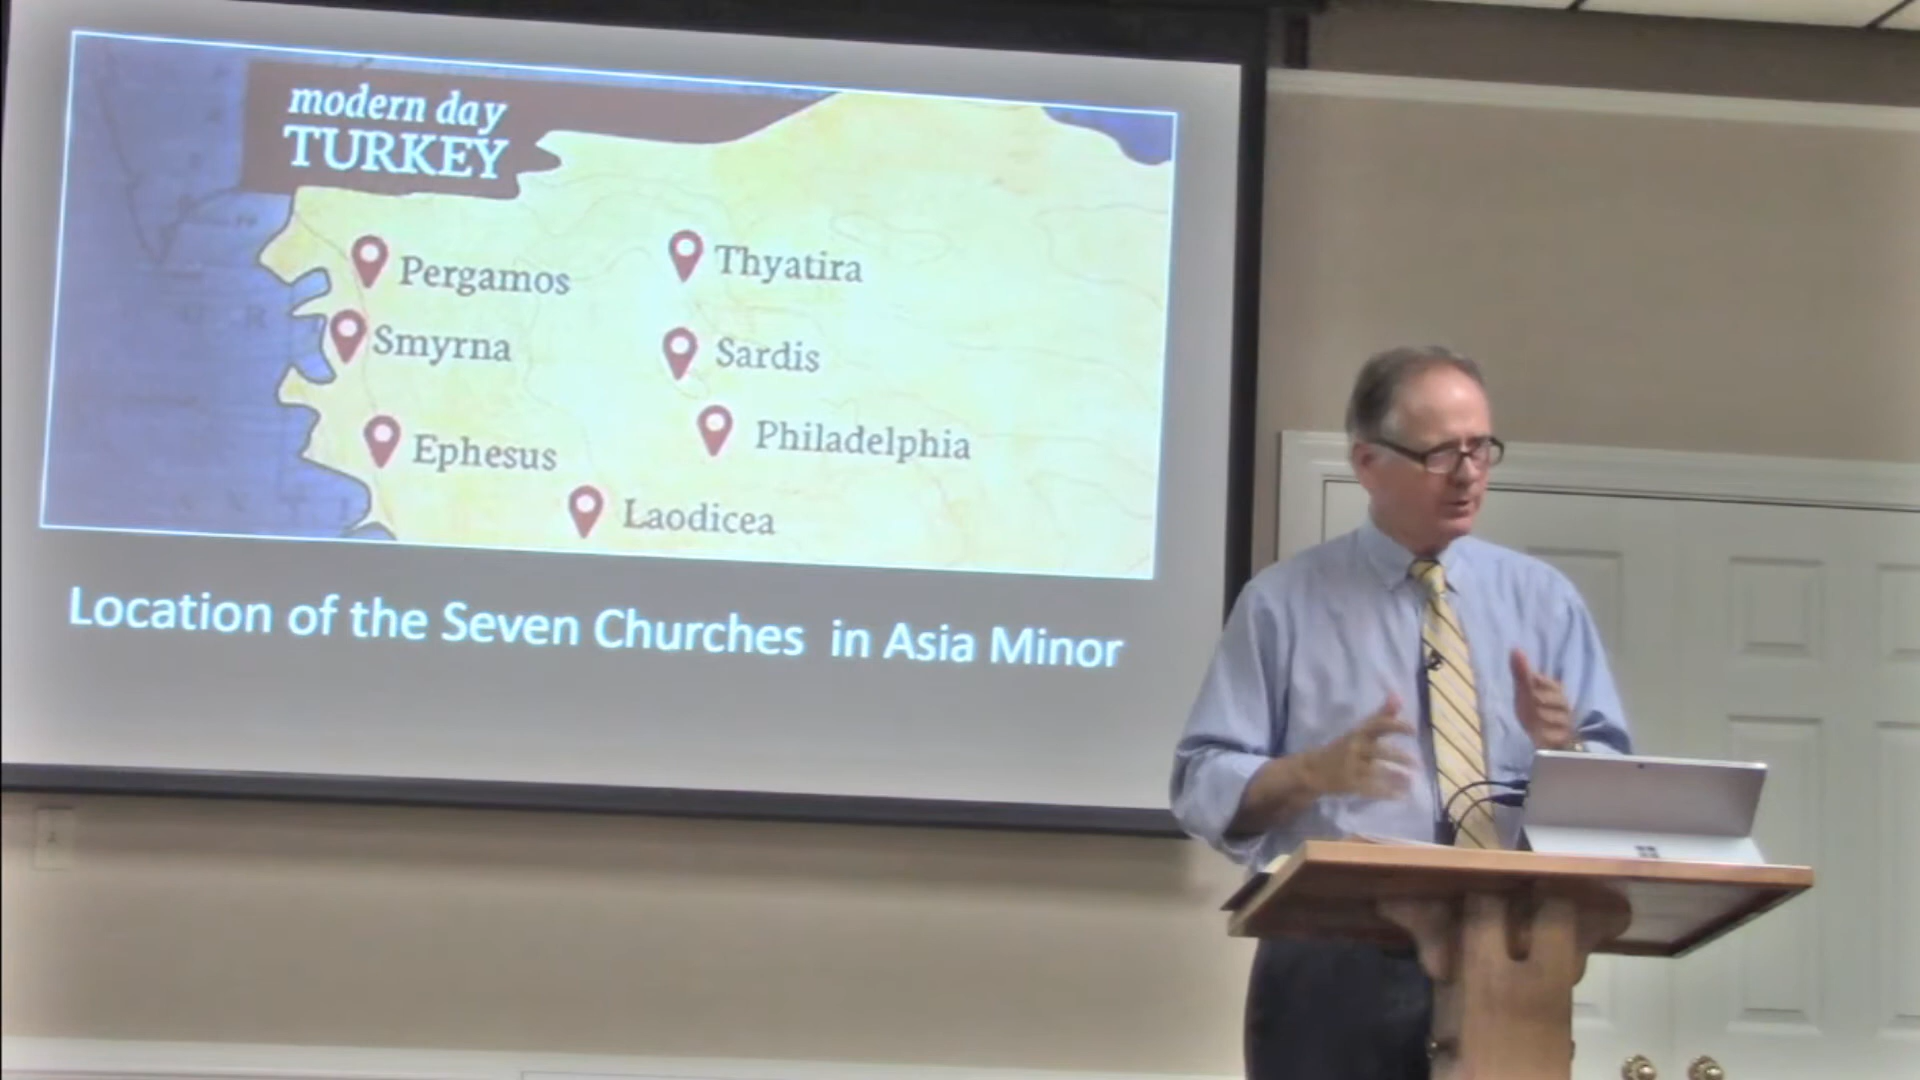 modern day
TURKEY
Pergamos
Thyatira
Smyrna
Sardis
Ephesus
Philadelphia
Laodicea
Location of the Seven Churches in Asia Minor